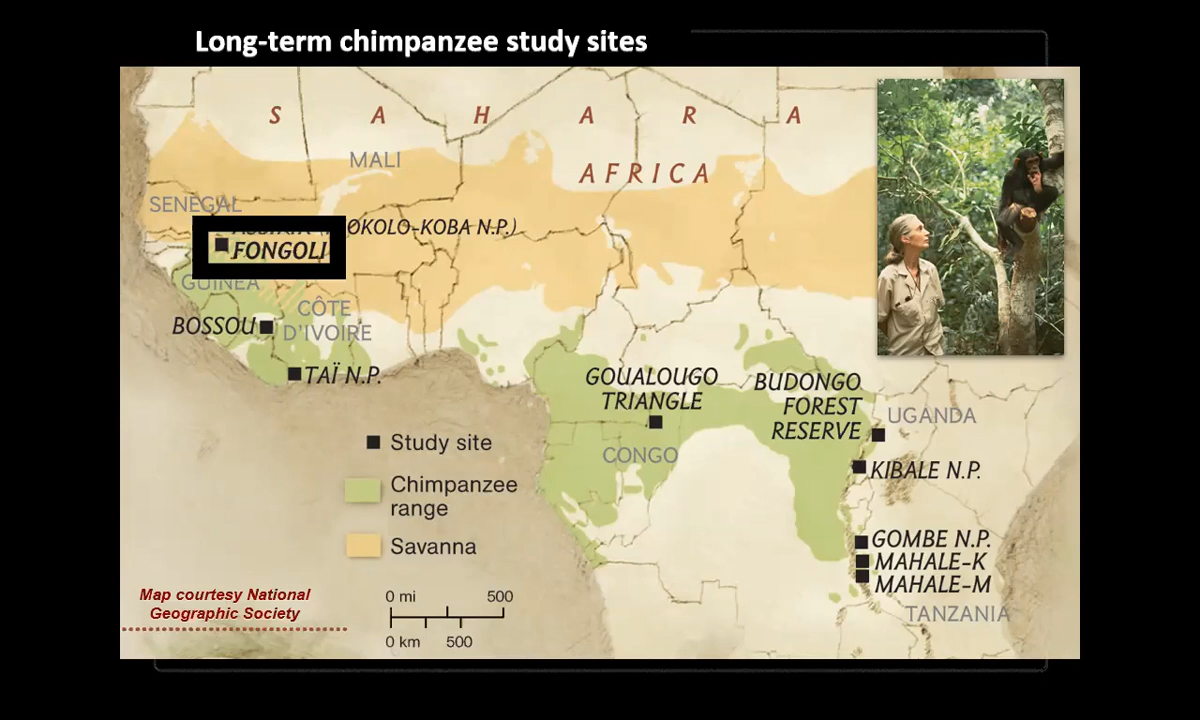 Long-term chimpanzee study sites
S A H A R A
MALI
AFRICA
SENEGAL
OKOLO-KOBA N.P.)
FONGOLI
GUINEA
CÔTE
D'IVOIRE
BOSSOU
TAÏ N.P.
GOUALOUGO
TRIANGLE
CONGO
BUDONGO
FOREST
RESERVE
UGANDA
KIBALE N.P.
GOMBE N.P.
MAHALE-K
MAHALE-M
TANZANIA
Study site
Chimpanzee
range
Savanna
0 mi 500
0 km 500
Map courtesy National
Geographic Society